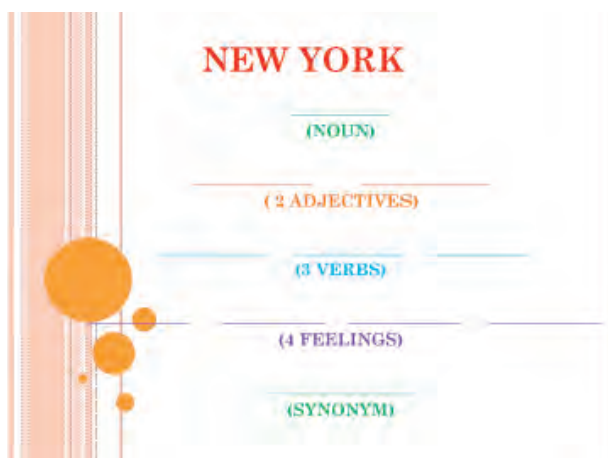 NEW YORK
(NOUN)
( 2 ADJECTIVES)
(3 VERBS)
(4 FEELINGS)
(SYNONYM)